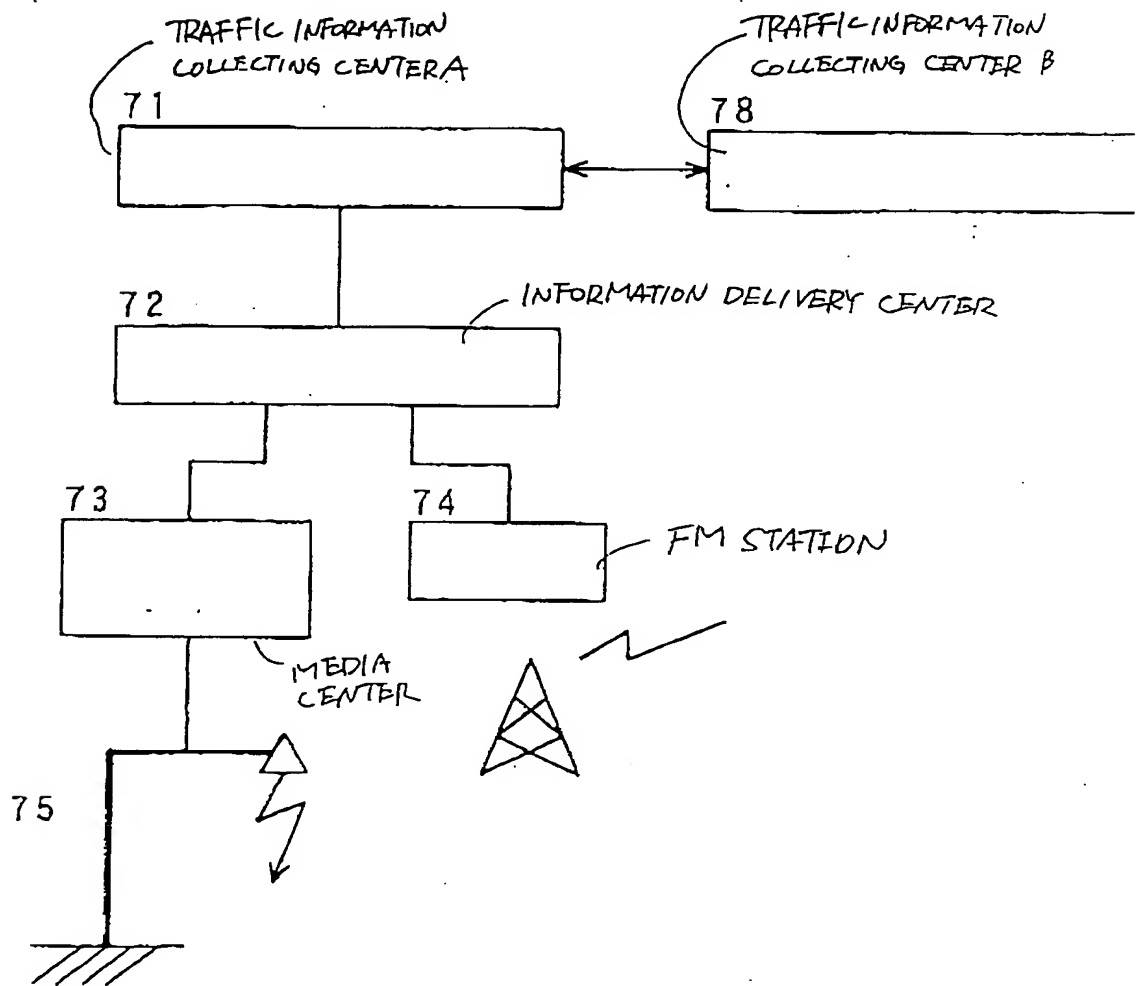 TRAFFIC INFORMATION
COLLECTING CENTER A
71
TRAFFIC INFORMATION
COLLECTING CENTER B
78
72
INFORMATION DELIVERY CENTER
73
74
FM STATION
MEDIA
CENTER
75